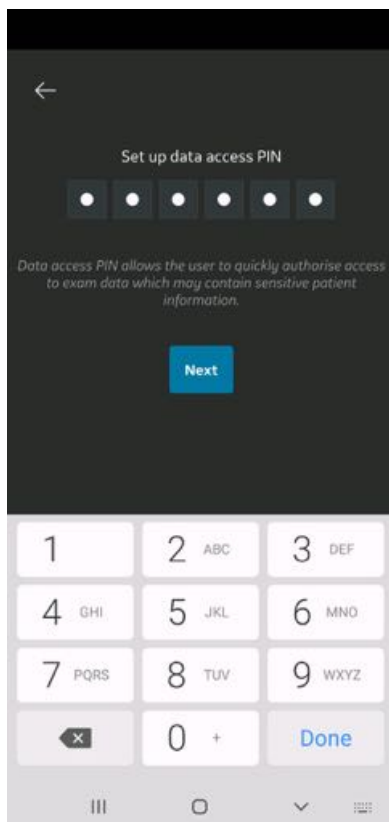 Set up data access PIN
Data access PIN allows the user to quickly authorise access
to exam data which may contain sensitive patient
information.
Next
1 2 ABC 3 DEF
4 GHI 5 JKL 6 MNO
7 PQRS 8 TUV 9 WXYZ
0 + Done